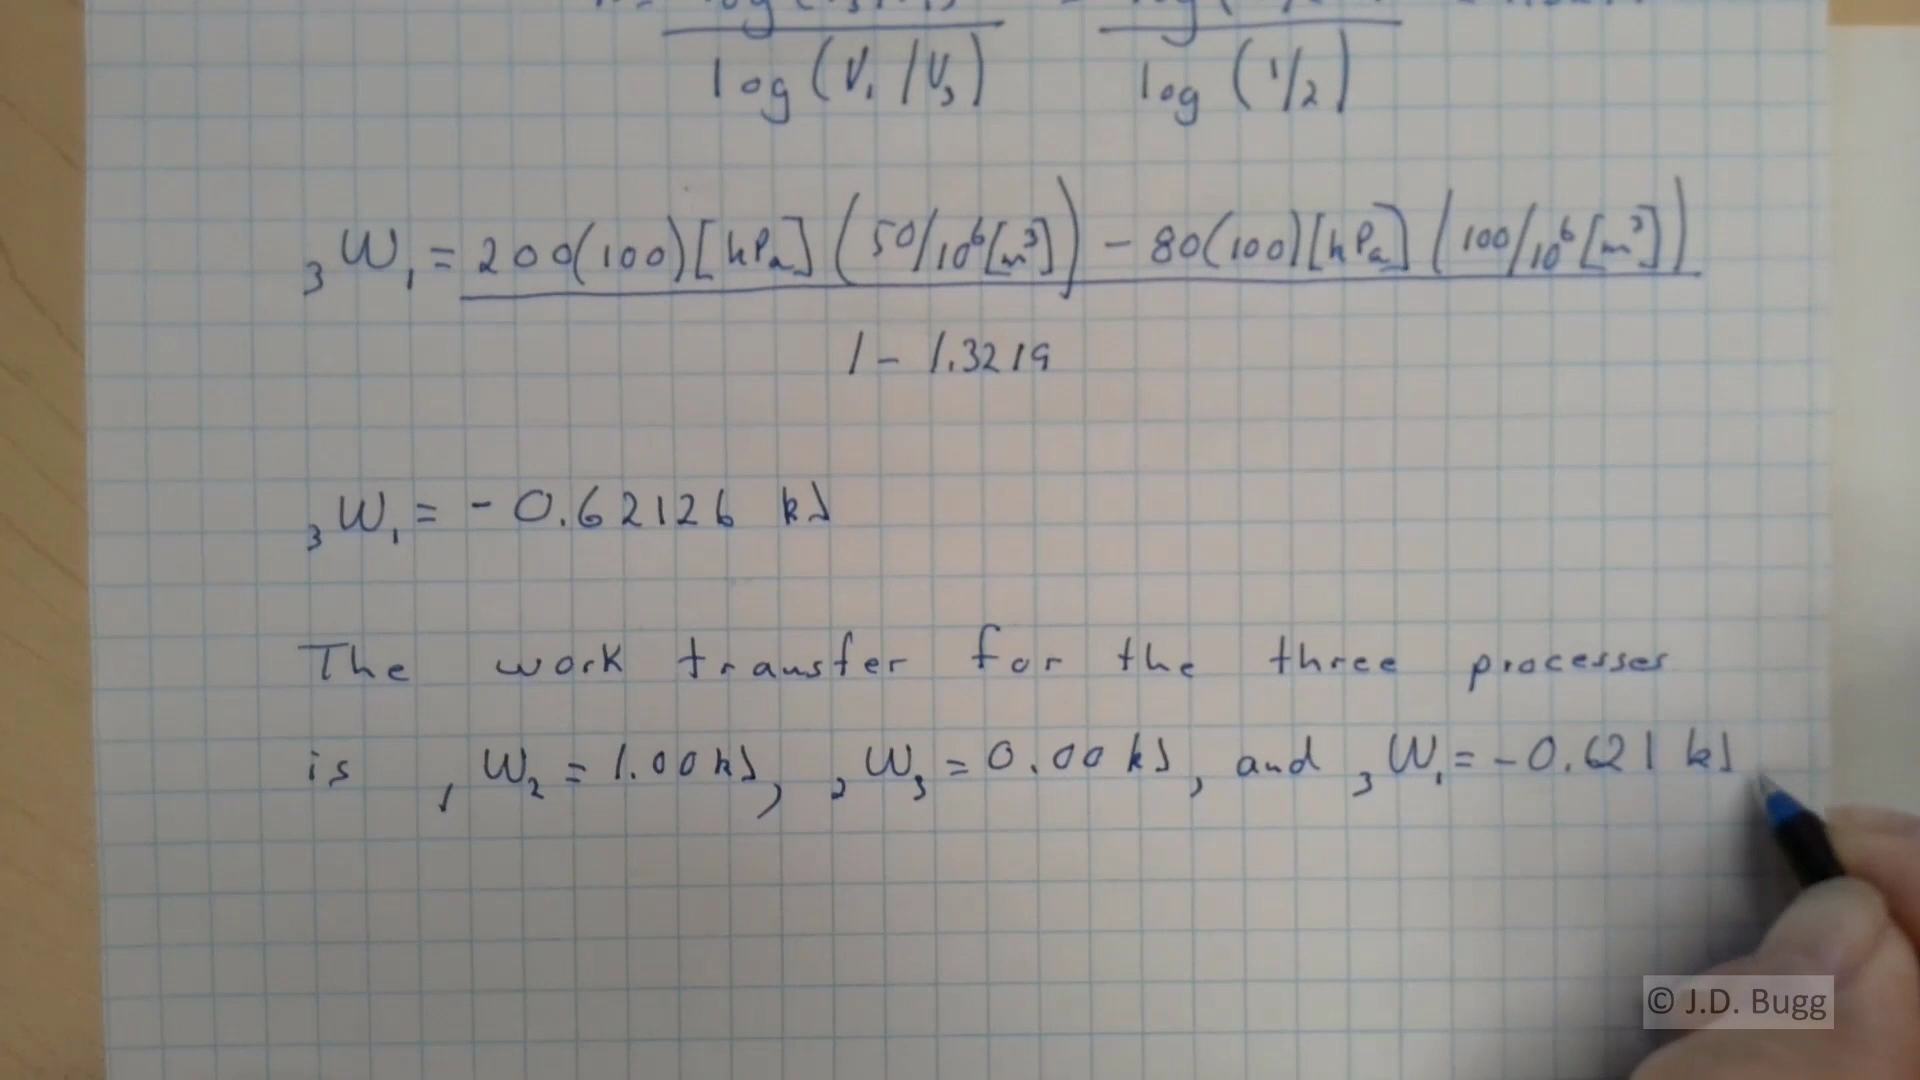 log (V₁/V₃) log (1/2)
₃W₁ = 200(100)[kPa] (50/10⁶[m³]) - 80(100)[kPa] (100/10⁶[m³])
1 - 1.3219
₃W₁ = - 0.62126 kJ
The work transfer for the three processes
is ₁W₂ = 1.00 kJ, ₂W₃ = 0.00 kJ, and ₃W₁ = -0.621 kJ
© J.D. Bugg